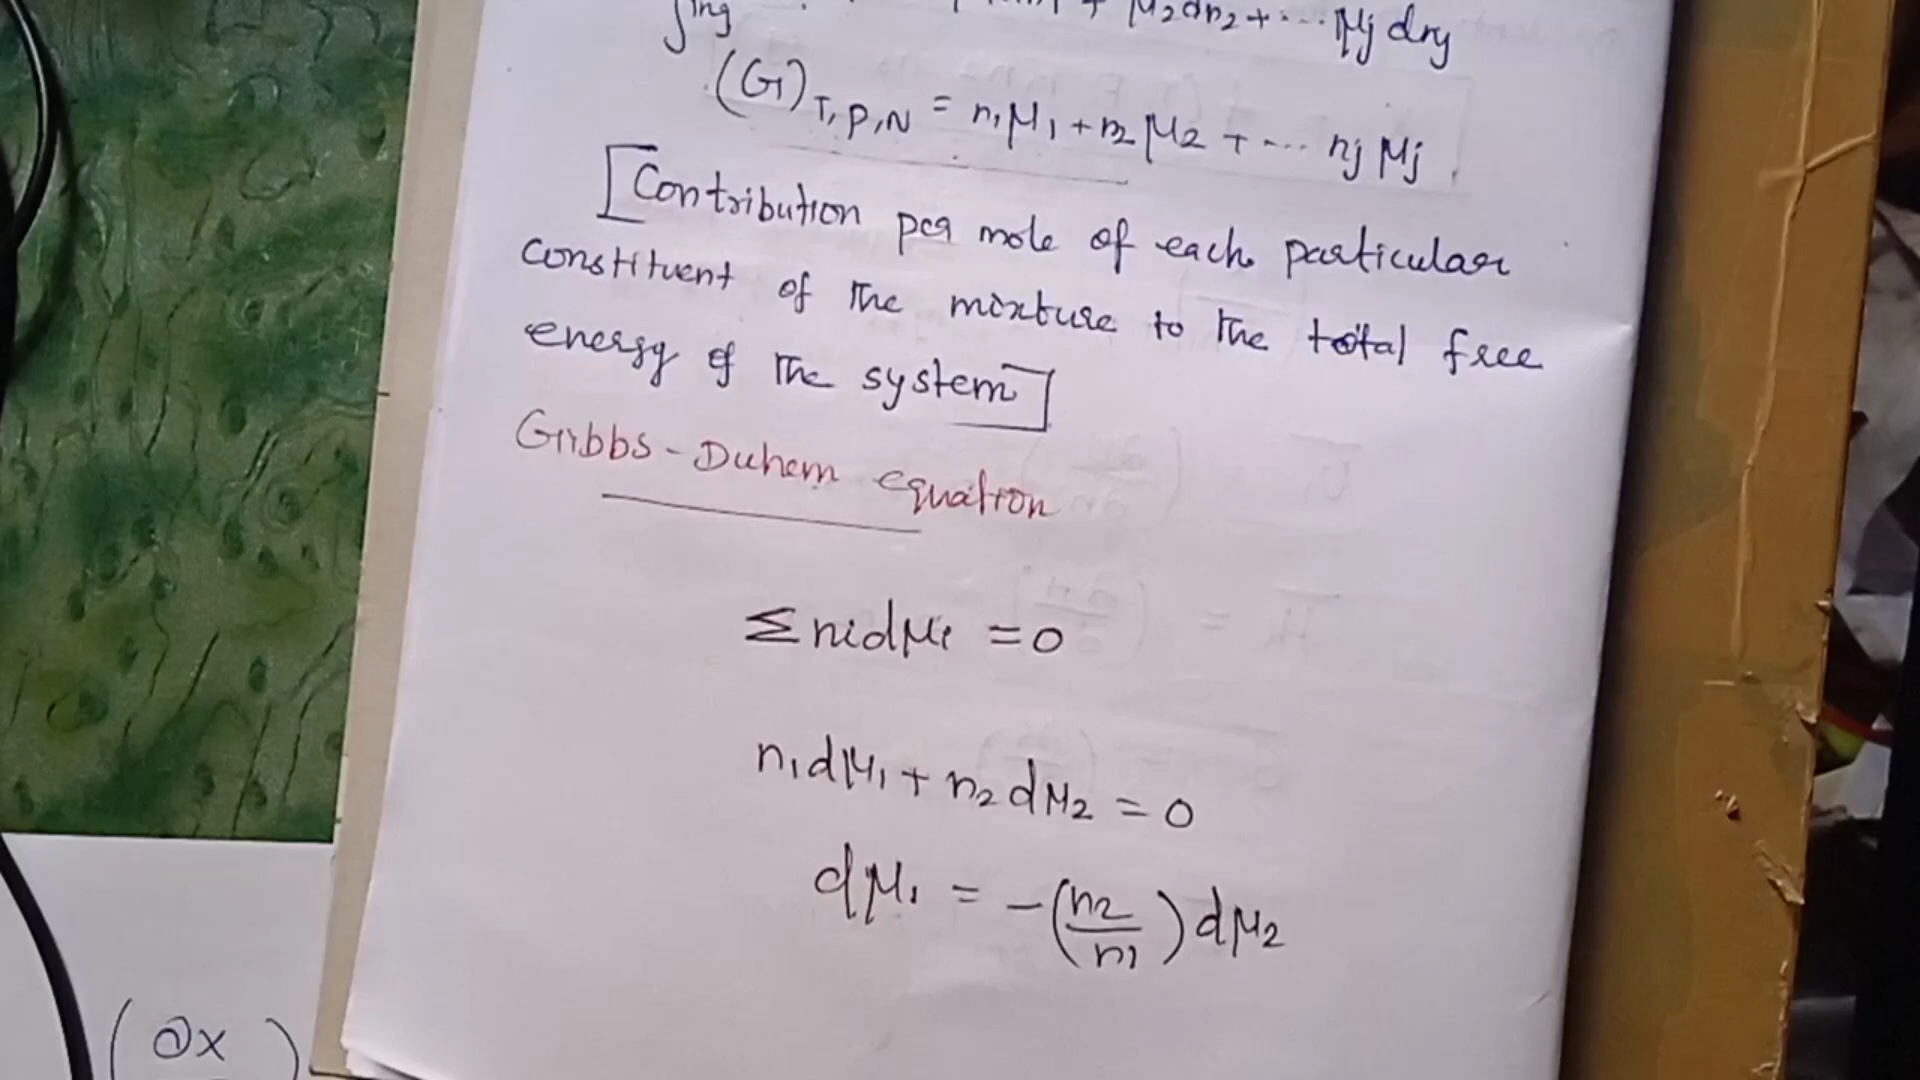 ing + μ₂dn₂ + ... μj dnj
(G)T,P,N = n₁μ₁ + n₂μ₂ + ... nj μj
[Contribution per mole of each particular
constituent of the mixture to the total free
energy of the system]
Gibbs-Duhem equation
Σ nidμi = 0
n₁dμ₁ + n₂dμ₂ = 0
dμ₁ = -(n₂/n₁)dμ₂
(∂x